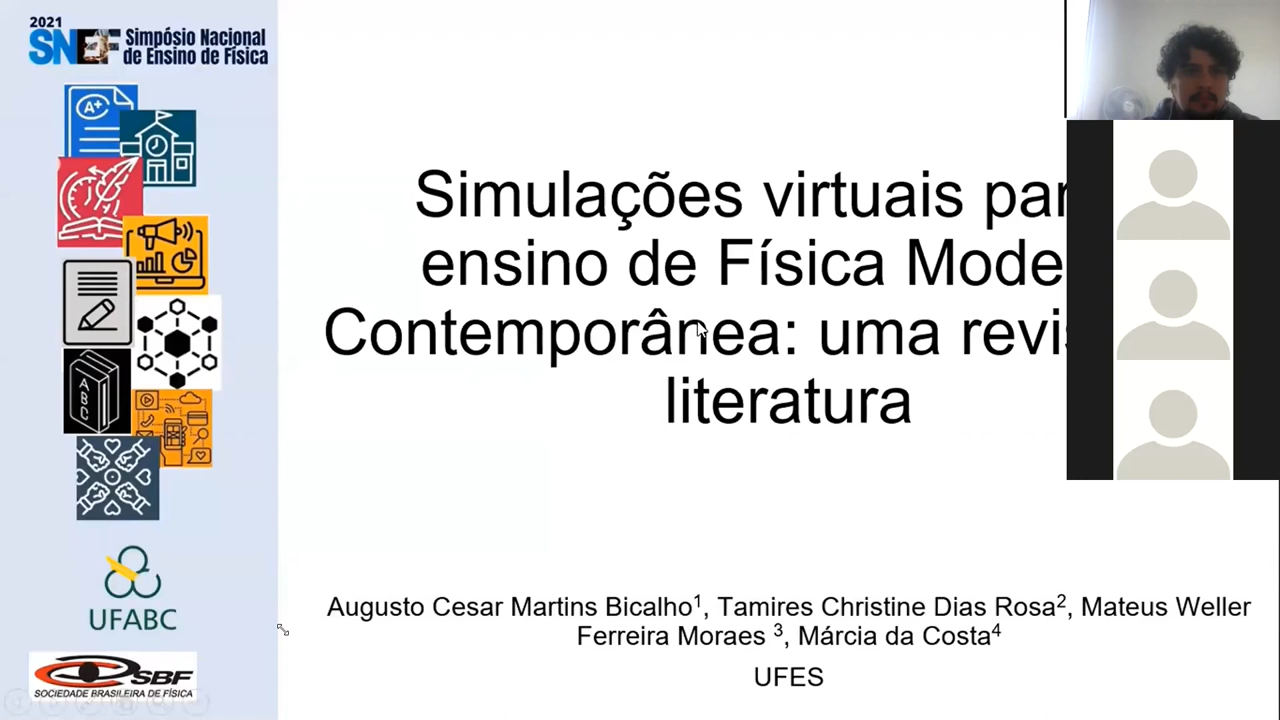 2021
SNEF Simpósio Nacional
de Ensino de Física
A+
A
B
C
UFABC
SBF
SOCIEDADE BRASILEIRA DE FÍSICA
Simulações virtuais par
ensino de Física Mode
Contemporânea: uma revis
literatura
Augusto Cesar Martins Bicalho¹, Tamires Christine Dias Rosa², Mateus Weller
Ferreira Moraes ³, Márcia da Costa⁴
UFES